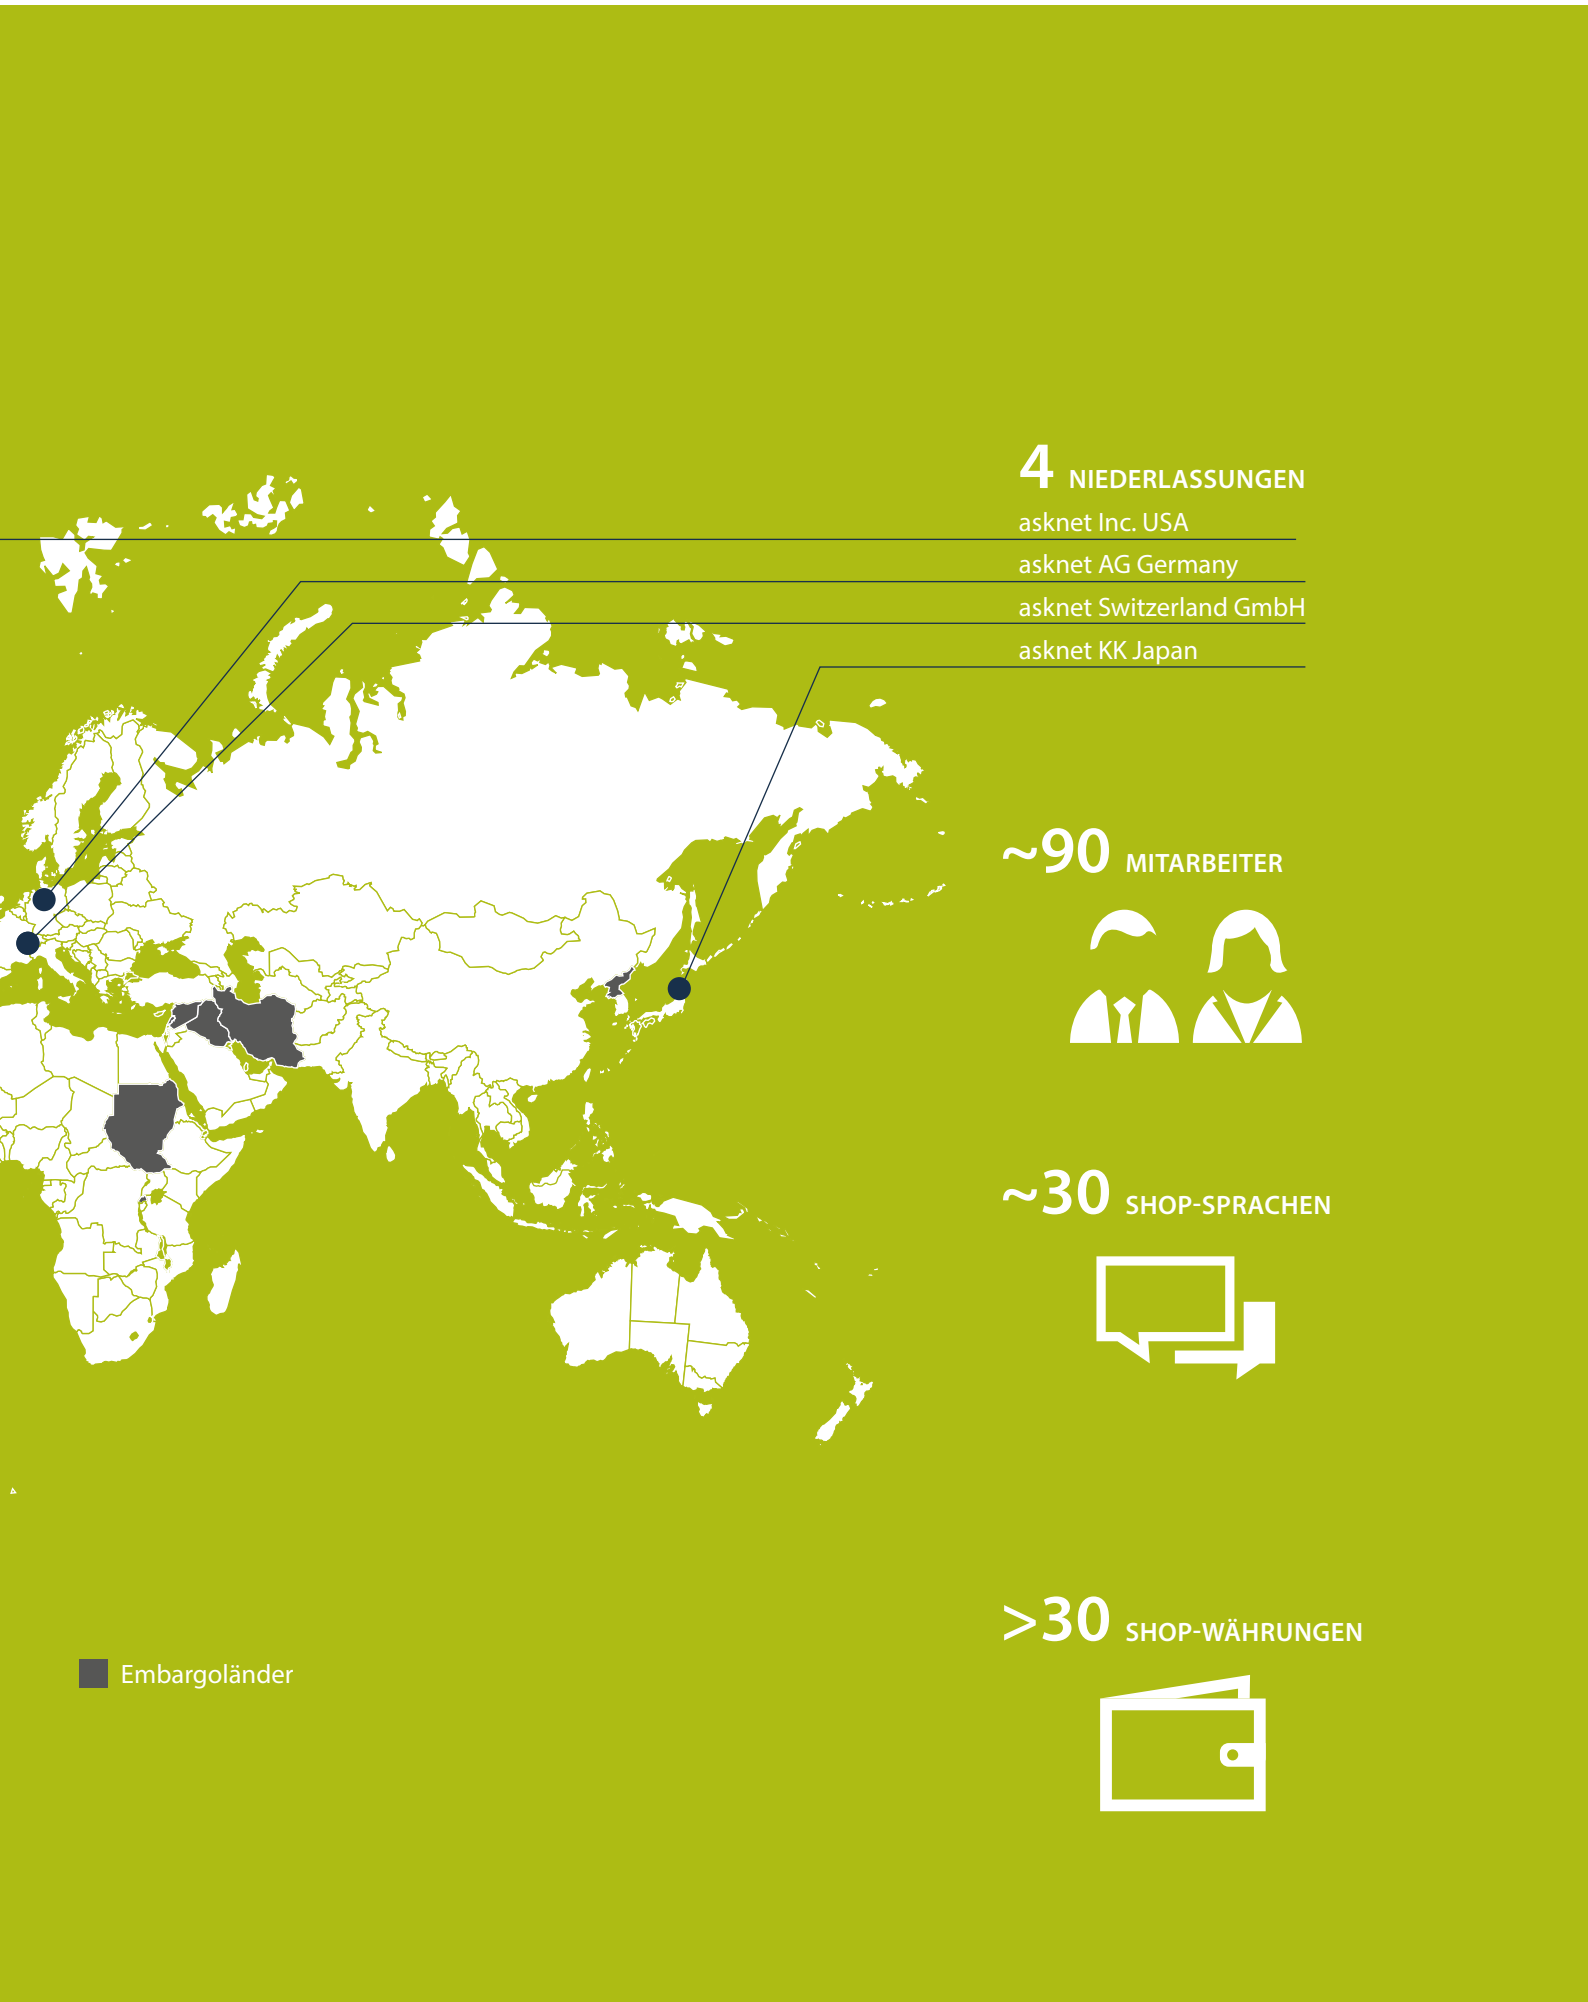 4 NIEDERLASSUNGEN
asknet Inc. USA
asknet AG Germany
asknet Switzerland GmbH
asknet KK Japan
~90 MITARBEITER
~30 SHOP-SPRACHEN
>30 SHOP-WÄHRUNGEN
Embargoländer